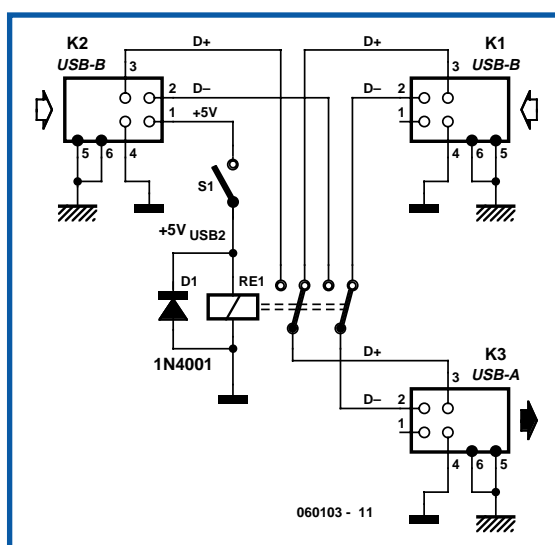 K2
USB-B
D+
D+
K1
USB-B
3
3
2
D–
D–
2
1
+5V
1
5
6
4
4
6
5
S1
+5V USB2
D1
RE1
1N4001
D+
K3
USB-A
3
D–
2
1
4
6
5
060103 - 11